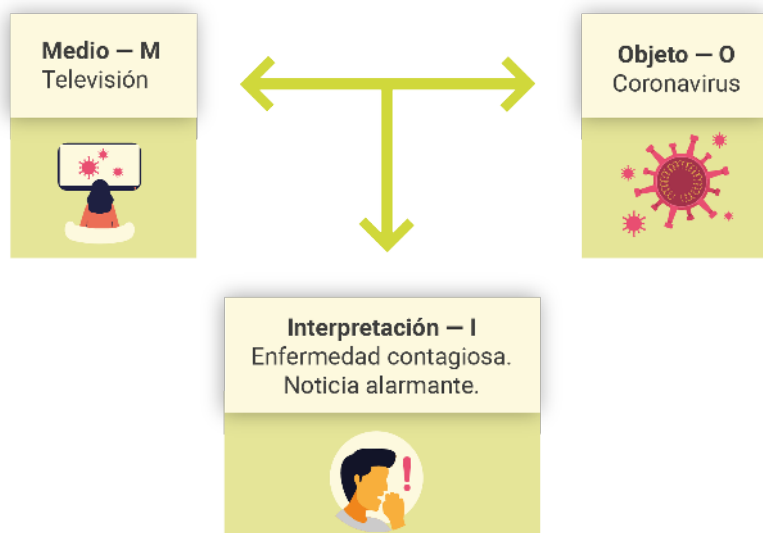 Medio — M
Televisión
Objeto — O
Coronavirus
Interpretación — I
Enfermedad contagiosa.
Noticia alarmante.
!